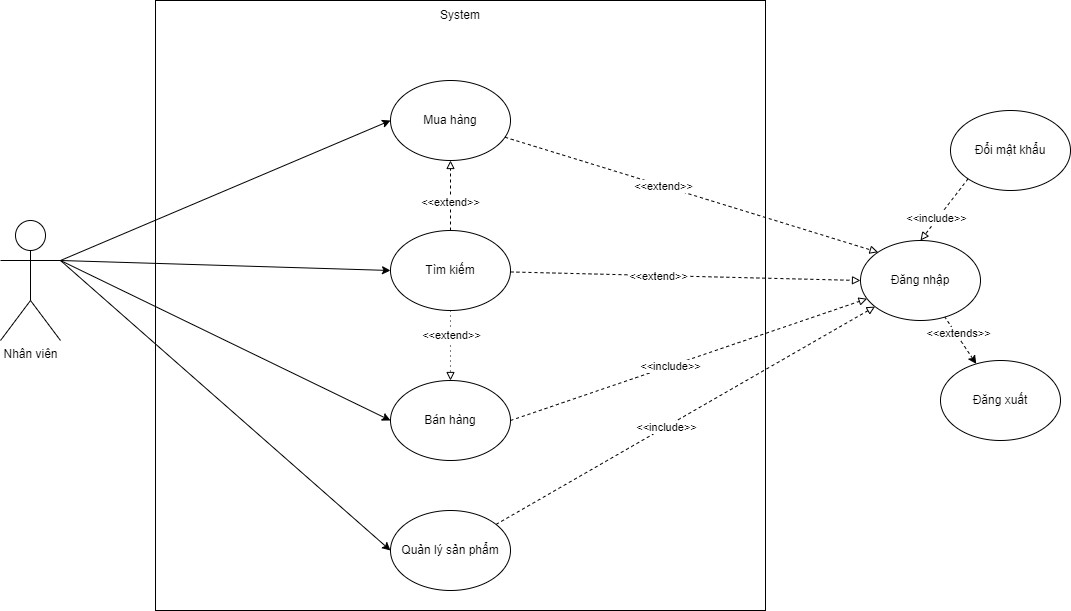 System
Mua hàng
Đổi mật khẩu
<<extend>>
<<extend>>
<<include>>
Tìm kiếm
<<extend>>
Đăng nhập
Nhân viên
<<extend>>
<<extends>>
<<include>>
Bán hàng
Đăng xuất
<<include>>
Quản lý sản phẩm